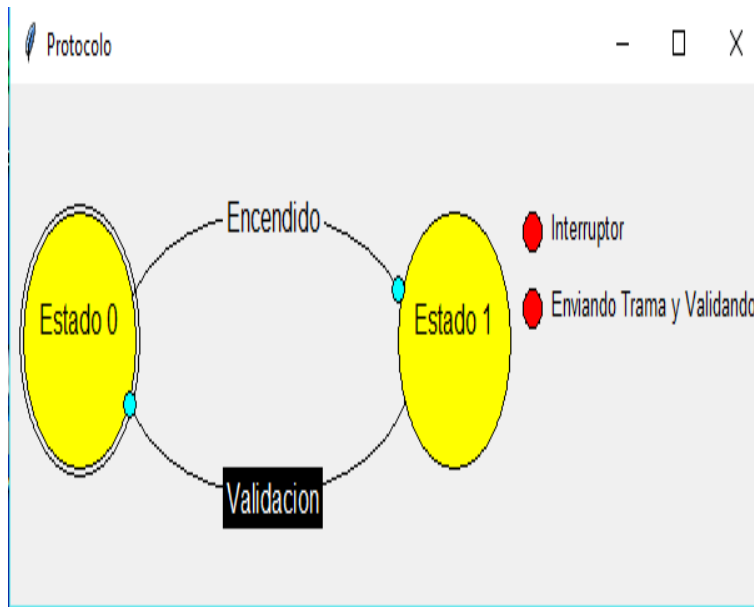 Protocolo
Encendido
Interruptor
Estado 0
Estado 1
Enviando Trama y Validando
Validacion